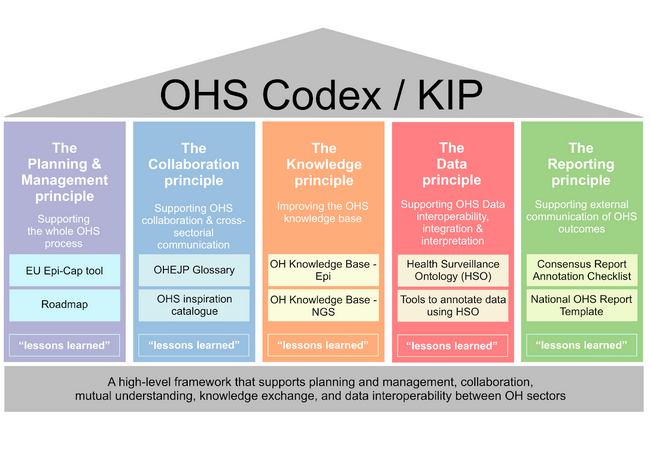 OHS Codex / KIP
The
Planning &
Management
principle
Supporting
the whole OHS
process
EU Epi-Cap tool
Roadmap
"lessons learned"
The
Collaboration
principle
Supporting OHS
collaboration & cross-
sectorial
communication
OHEJP Glossary
OHS inspiration
catalogue
"lessons learned"
The
Knowledge
principle
Improving the OHS
knowledge base
OH Knowledge Base -
Epi
OH Knowledge Base -
NGS
"lessons learned"
The
Data
principle
Supporting OHS Data
interoperability,
integration &
interpretation
Health Surveillance
Ontology (HSO)
Tools to annotate data
using HSO
"lessons learned"
The
Reporting
principle
Supporting external
communication of OHS
outcomes
Consensus Report
Annotation Checklist
National OHS Report
Template
"lessons learned"
A high-level framework that supports planning and management, collaboration,
mutual understanding, knowledge exchange, and data interoperability between OH sectors